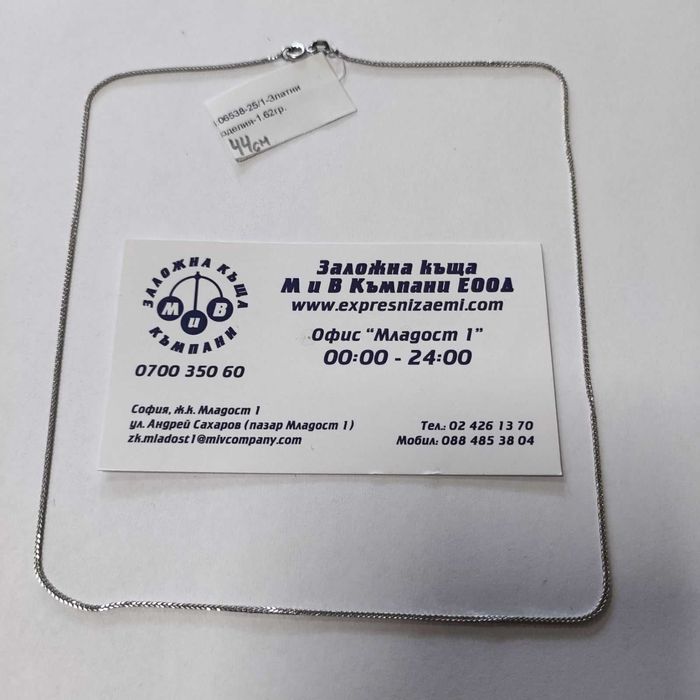 06538-25/1-Златни
изделия-1.62гр.
44см
ЗАЛОЖНА КЪЩА
М и В
КЪМПАНИ
0700 350 60
Заложна къща
М и В Къмпани ЕООД
www.expresnizaemi.com
Офис "Младост 1"
00:00 - 24:00
София, ж.к. Младост 1
ул. Андрей Сахаров (пазар Младост 1)
zk.mladost1@mivcompany.com
Тел.: 02 426 13 70
Мобил: 088 485 38 04